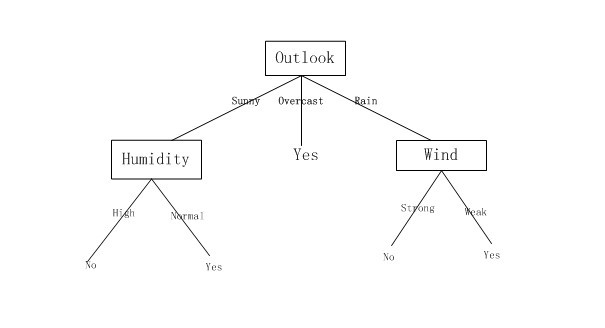 Outlook
Sunny Overcast Rain
Humidity Yes Wind
High Normal Strong Weak
No Yes No Yes